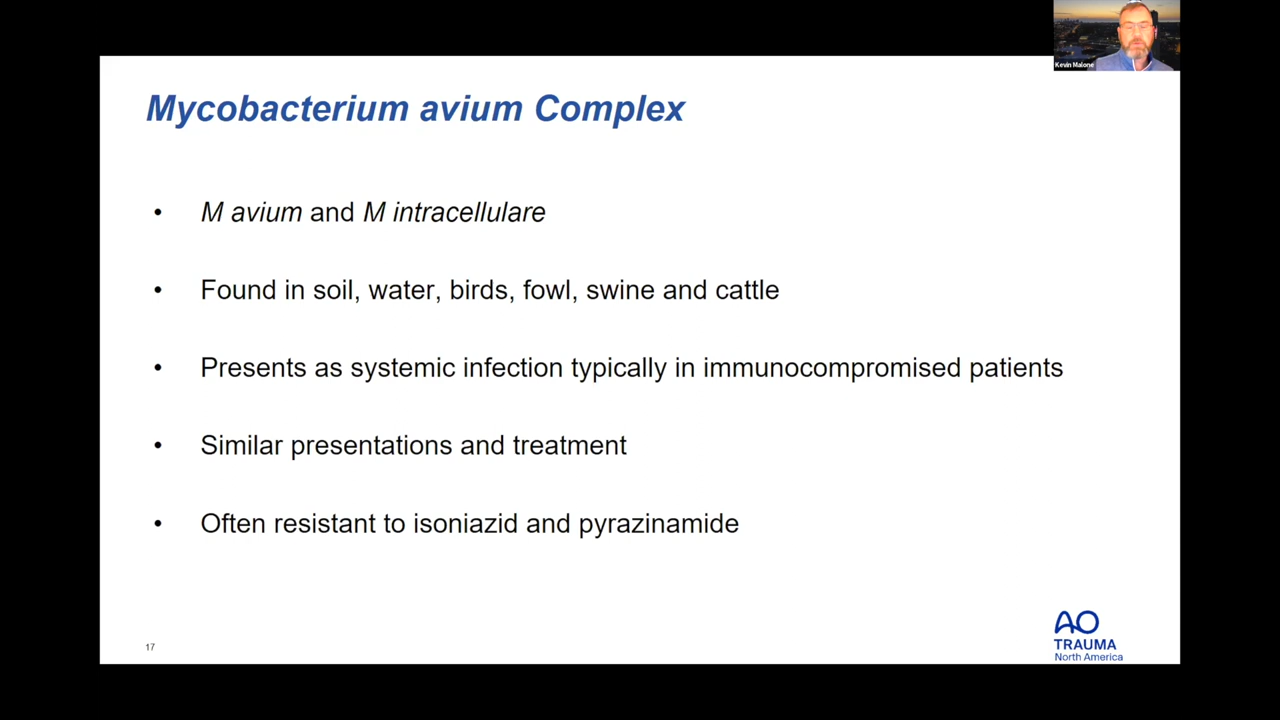 Kevin Malone
Mycobacterium avium Complex
• M avium and M intracellulare
• Found in soil, water, birds, fowl, swine and cattle
• Presents as systemic infection typically in immunocompromised patients
• Similar presentations and treatment
• Often resistant to isoniazid and pyrazinamide
17
AO
TRAUMA
North America